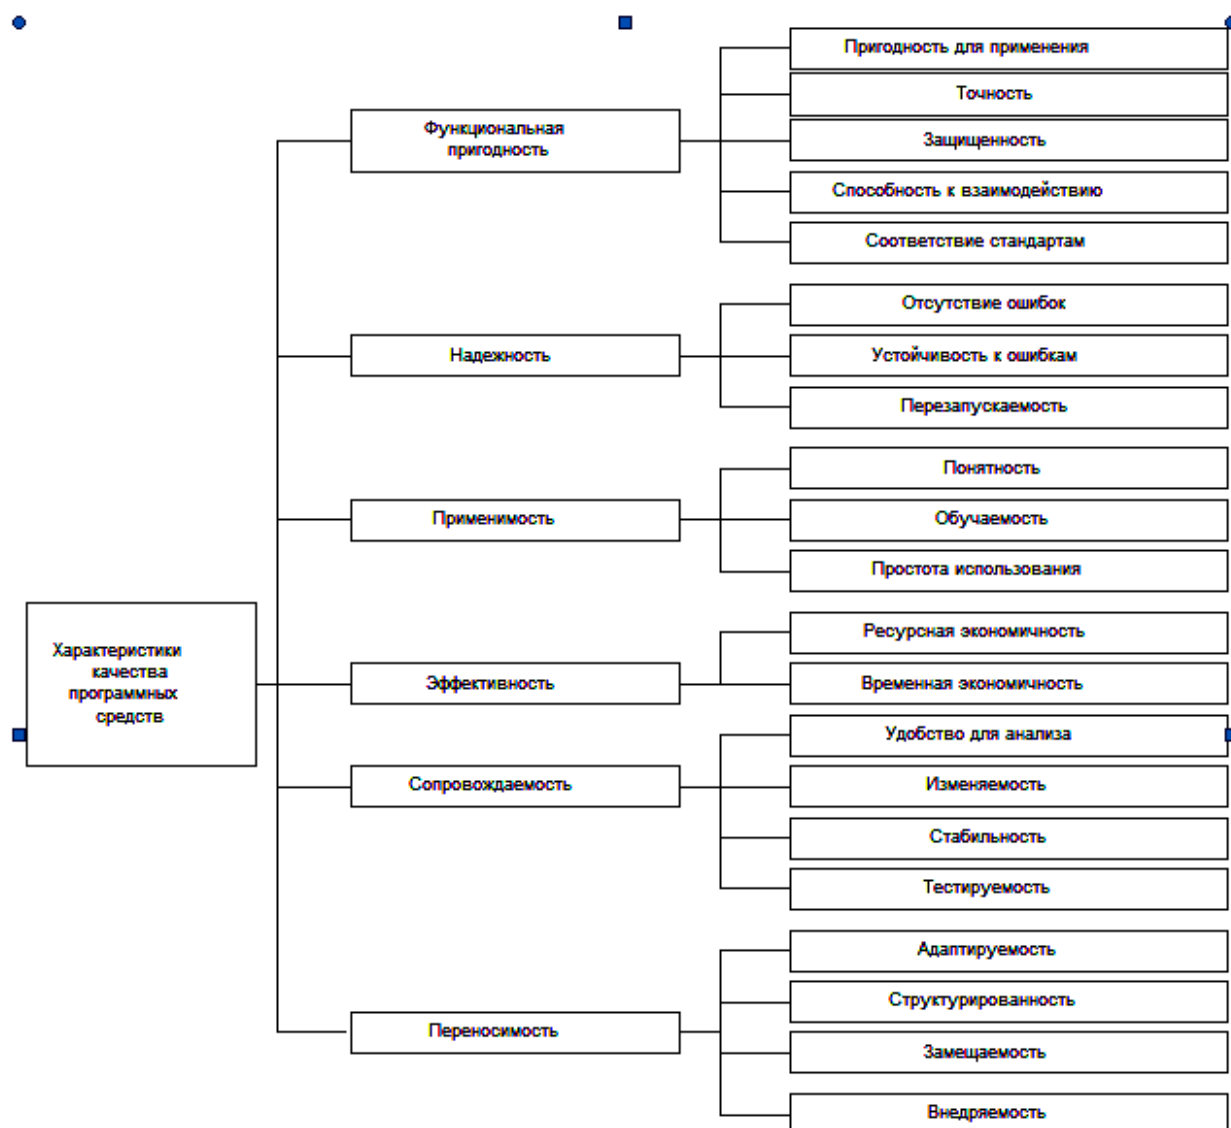 Характеристики
качества
программных
средств
Функциональная
пригодность
Пригодность для применения
Точность
Защищенность
Способность к взаимодействию
Соответствие стандартам
Надежность
Отсутствие ошибок
Устойчивость к ошибкам
Перезапускаемость
Применимость
Понятность
Обучаемость
Простота использования
Эффективность
Ресурсная экономичность
Временная экономичность
Сопровождаемость
Удобство для анализа
Изменяемость
Стабильность
Тестируемость
Переносимость
Адаптируемость
Структурированность
Замещаемость
Внедряемость